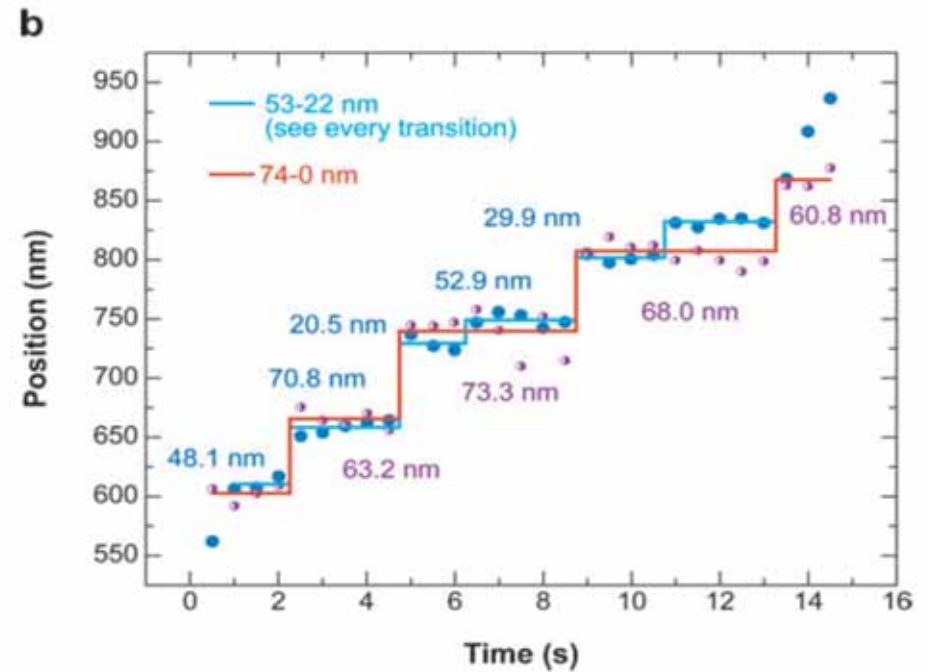 b
53-22 nm
(see every transition)
74-0 nm
950
900
850
800
750
700
650
600
550
48.1 nm
70.8 nm
20.5 nm
52.9 nm
29.9 nm
63.2 nm
73.3 nm
68.0 nm
60.8 nm
0 2 4 6 8 10 12 14 16
Position (nm)
Time (s)